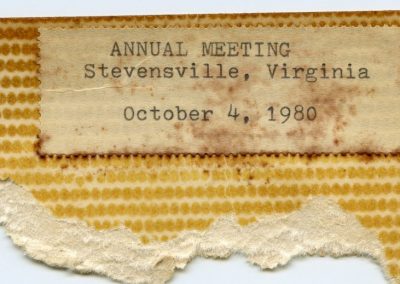 ANNUAL MEETING
Stevensville, Virginia
October 4, 1980